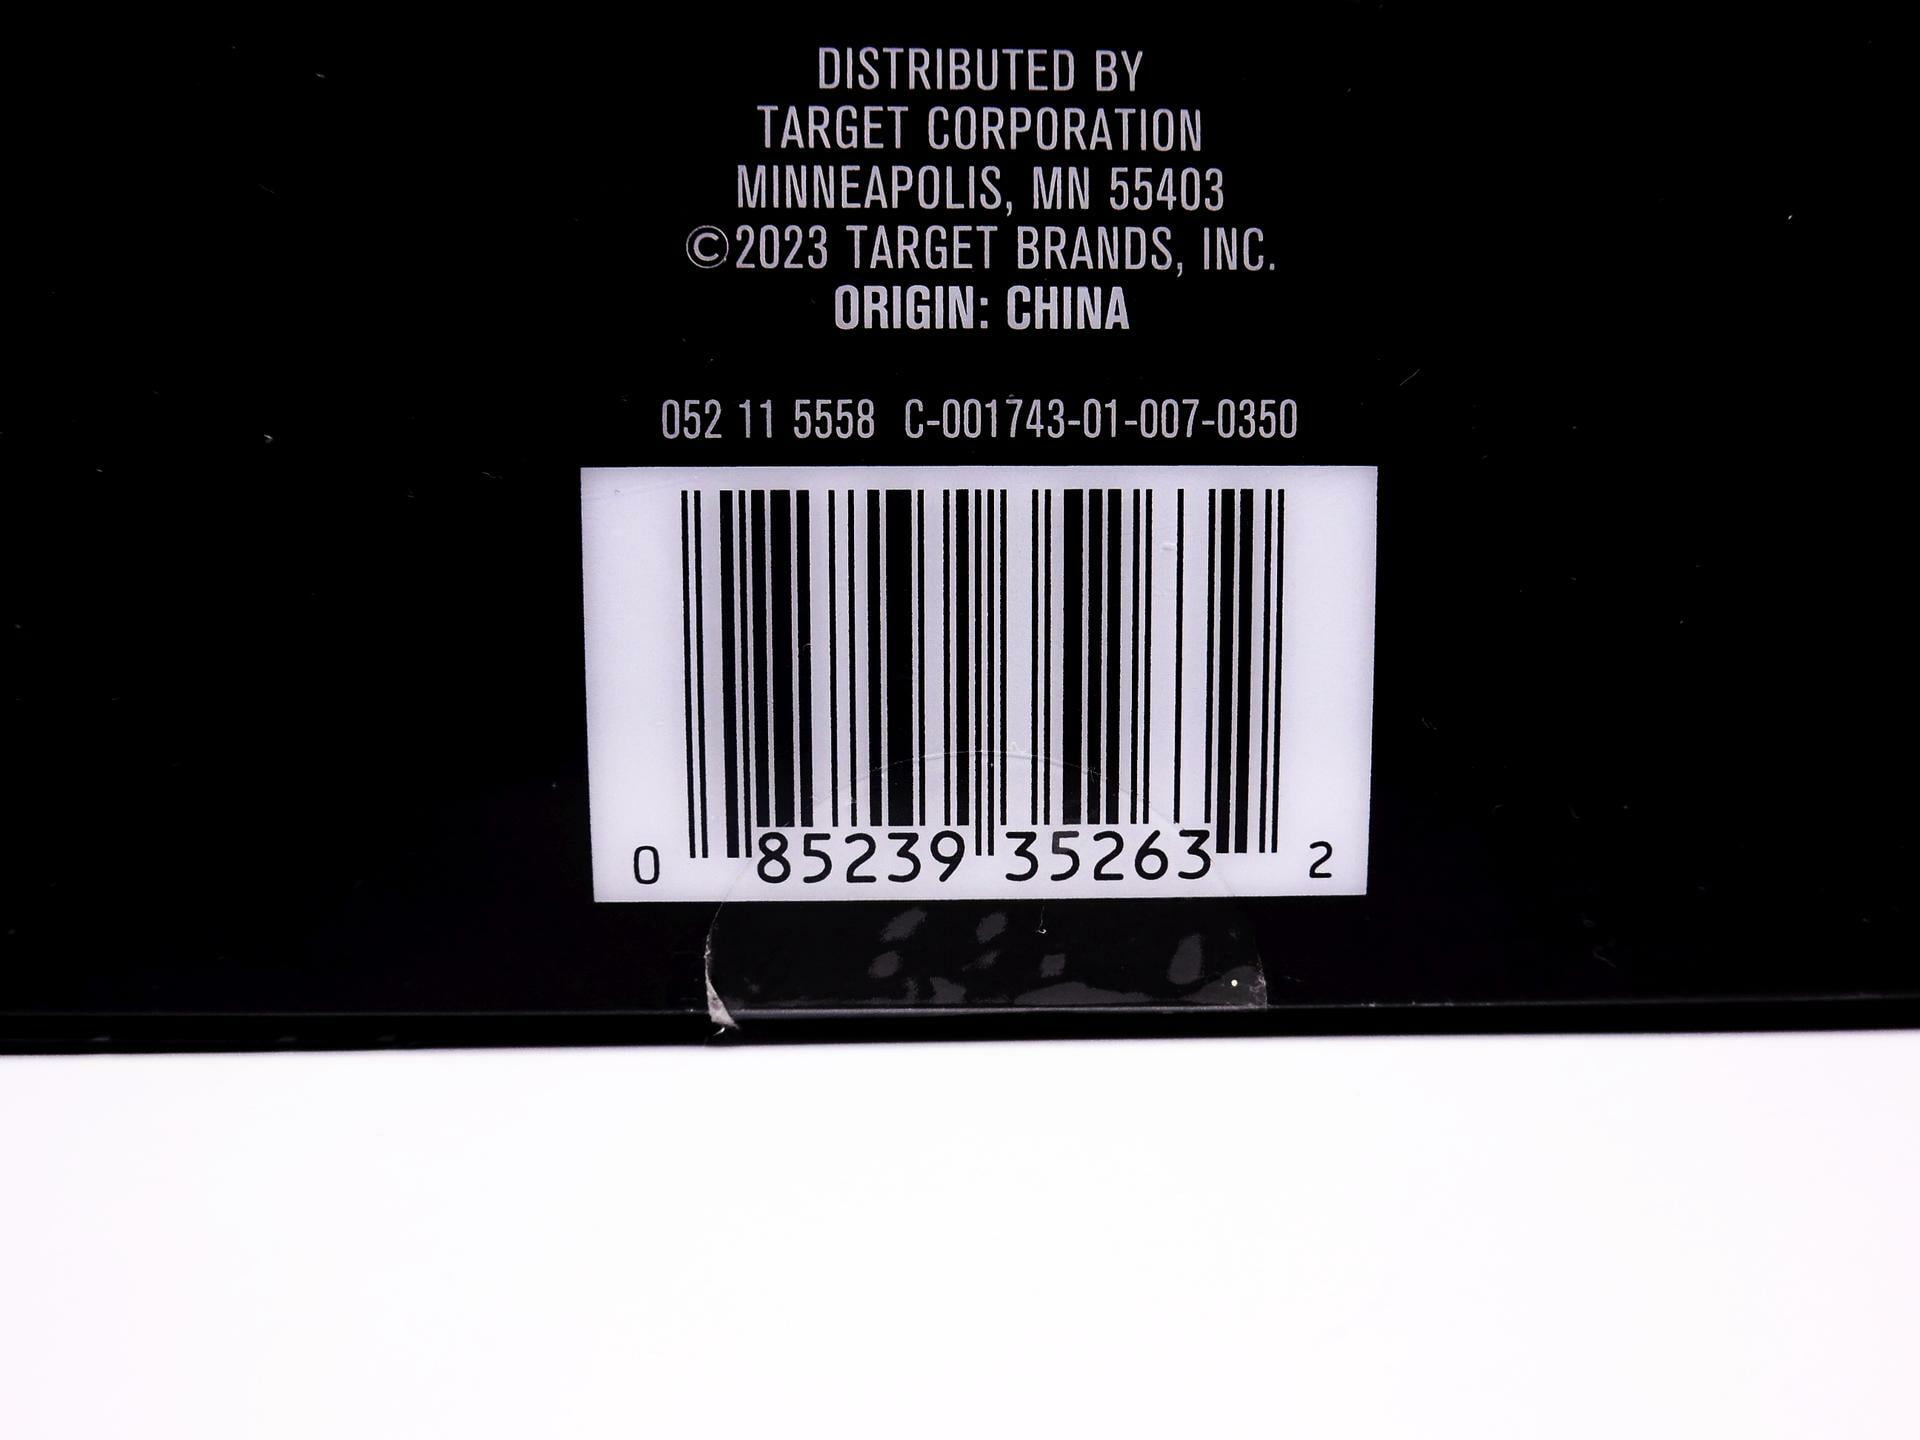 DISTRIBUTED BY
TARGET CORPORATION
MINNEAPOLIS, MN 55403
©2023 TARGET BRANDS, INC.
ORIGIN: CHINA
052 11 5558 C-001743-01-007-0350
0 85239 35263 2